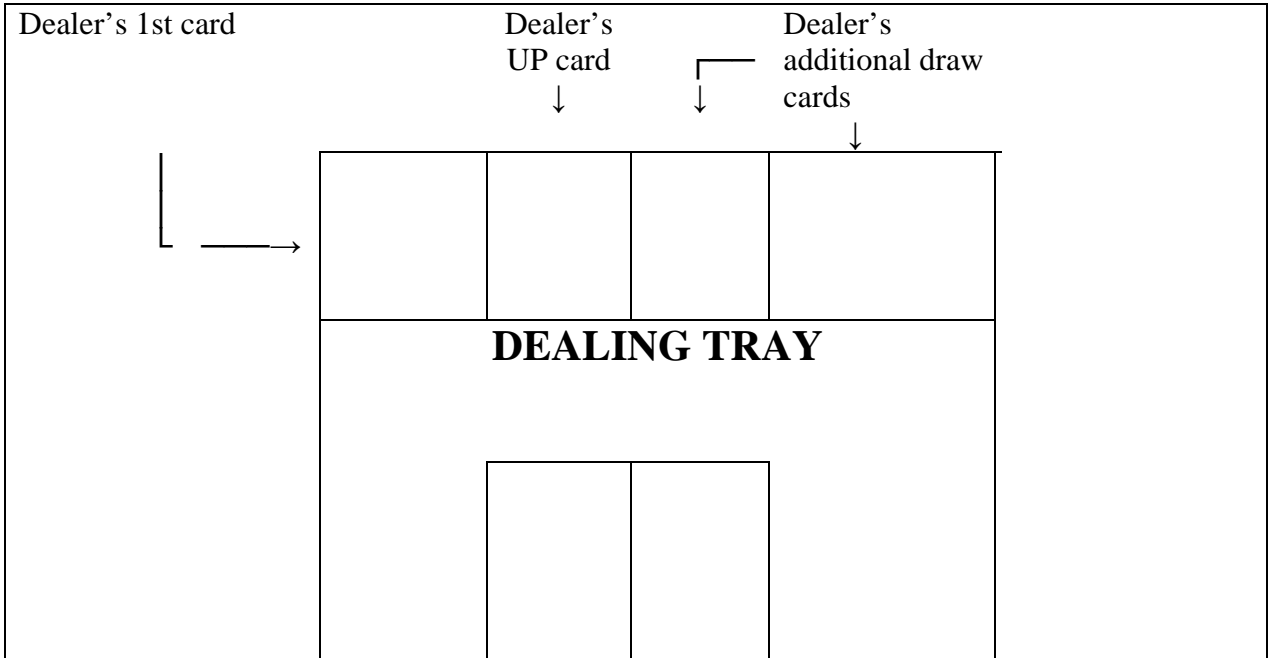 Dealer’s 1st card
Dealer’s
UP card
↓
↓
Dealer’s
additional draw
cards
↓
→
DEALING TRAY